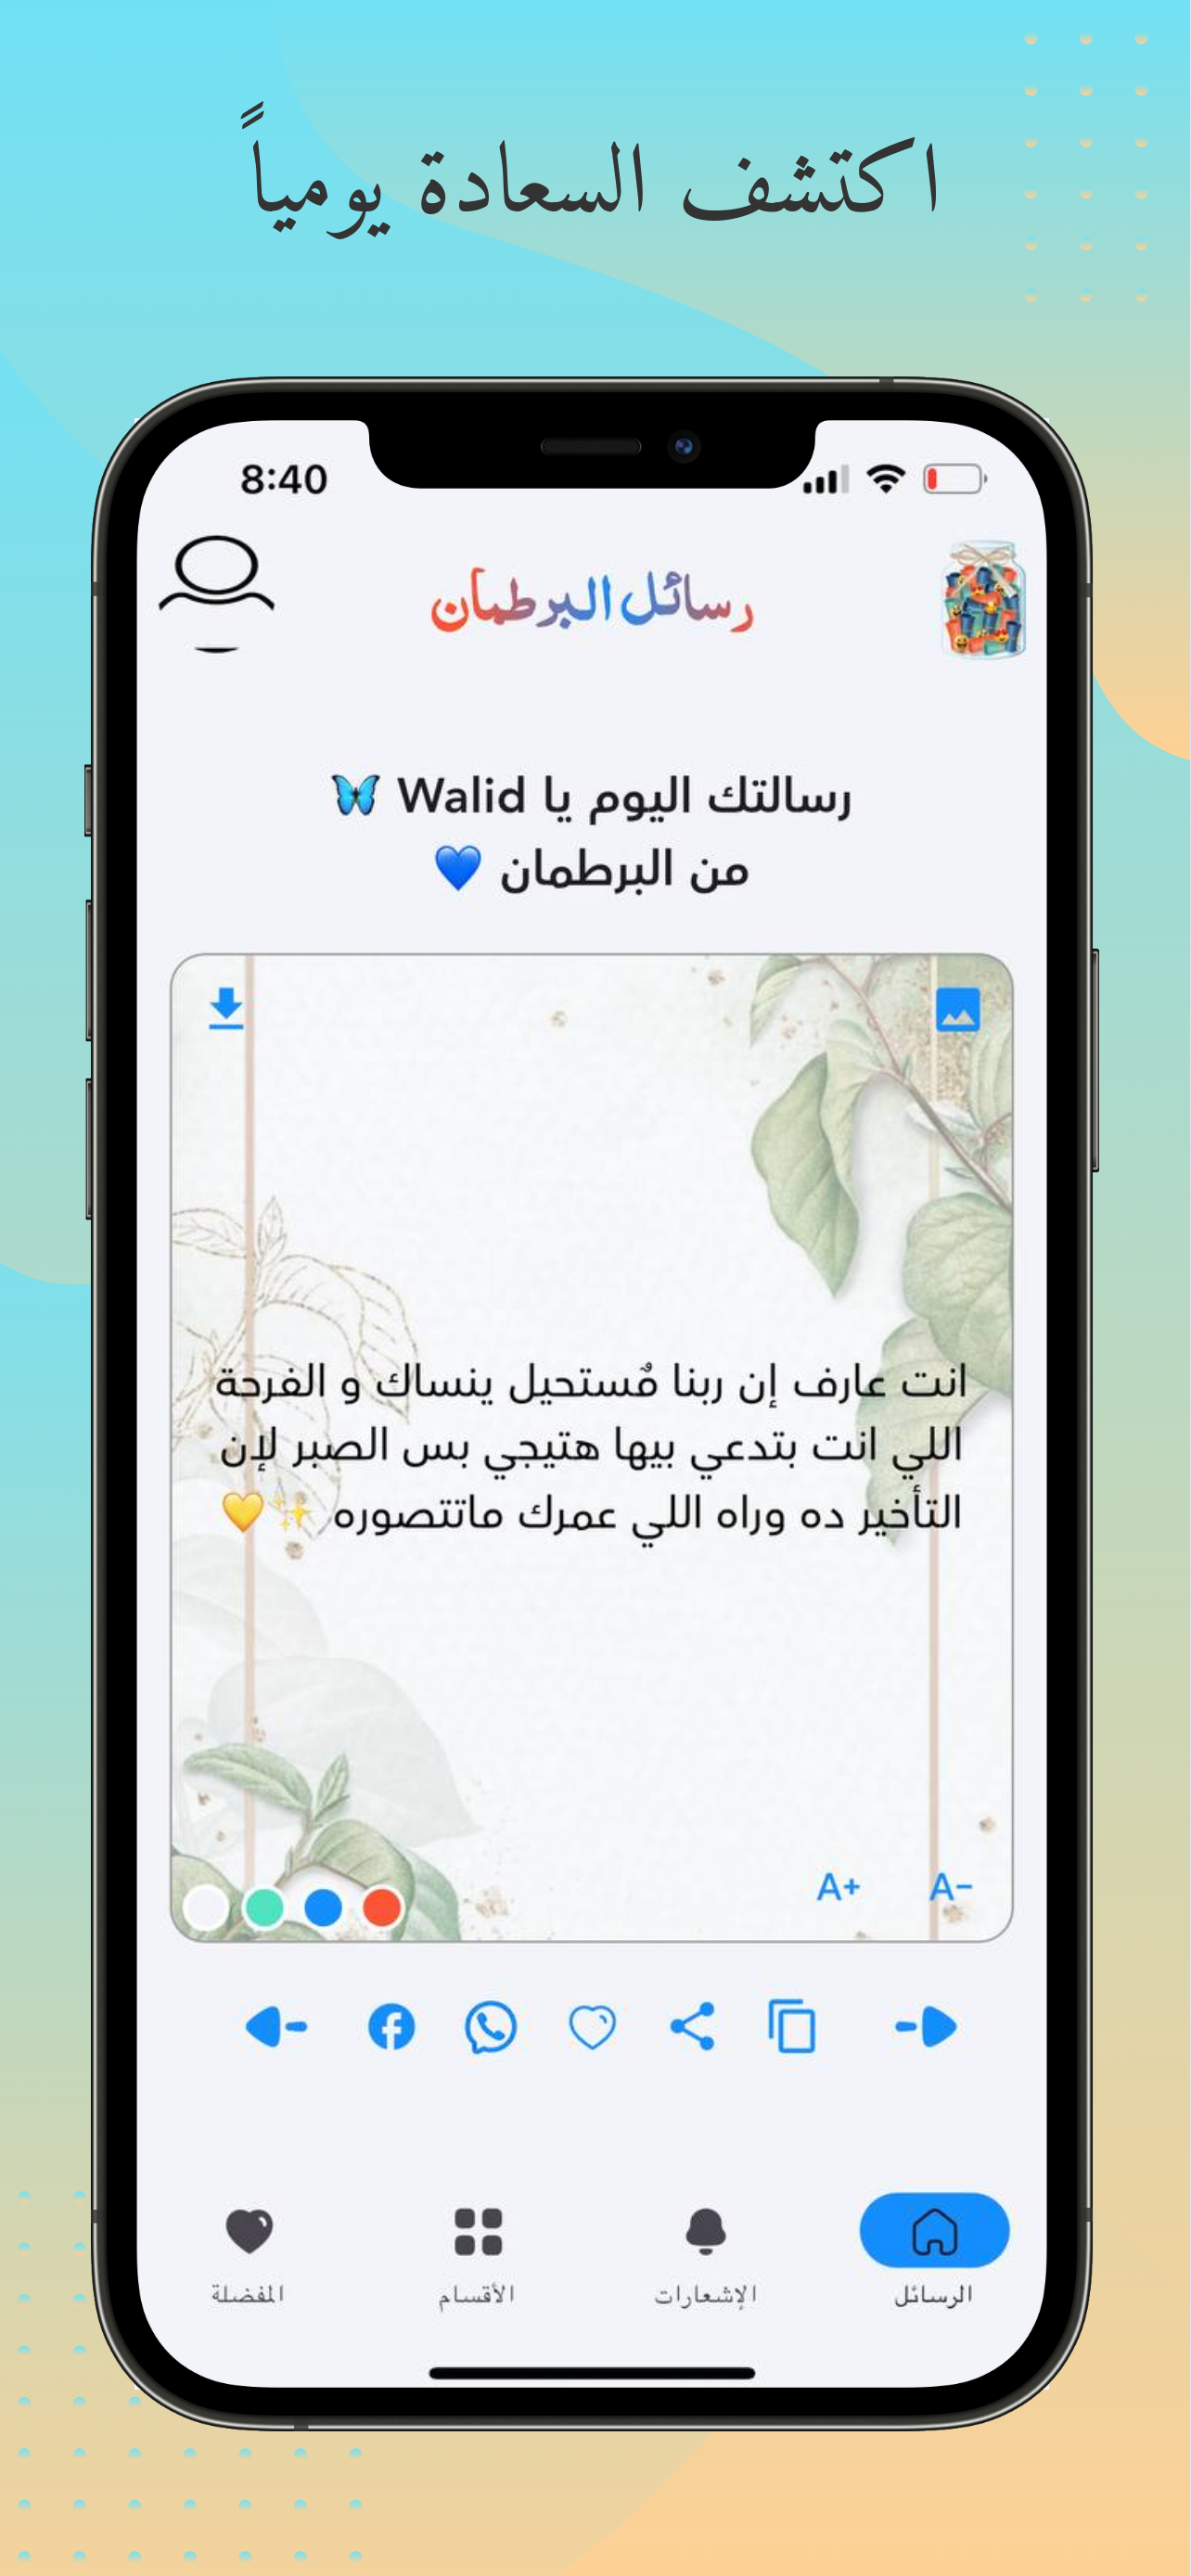 اكتشف السعادة يومياً
8:40
رسائل البرطمان
رسالتك اليوم يا Walid 🦋
من البرطمان 💙
انت عارف إن ربنا مُستحيل ينساك و الفرحة
اللي انت بتدعي بيها هتيجي بس الصبر لإن
التأخير ده وراه اللي عمرك ماتتصوره ✨💛
A+ A-
الرسائل
الإشعارات
الأقسام
المفضلة